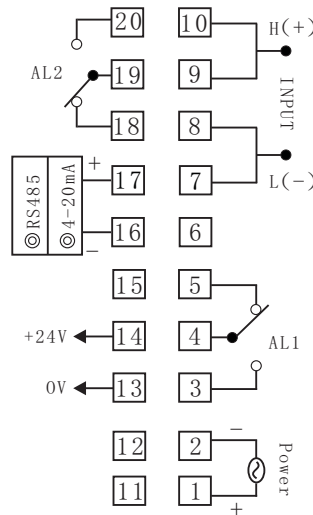 20 10 H(+)
AL2 19 9
INPUT
18 8
RS485 ◎
4-20mA ◎
+ 17 7 L(-)
- 16 6
15 5
+24V 14 4 AL1
0V 13 3
12 2 -
Power
11 1 +